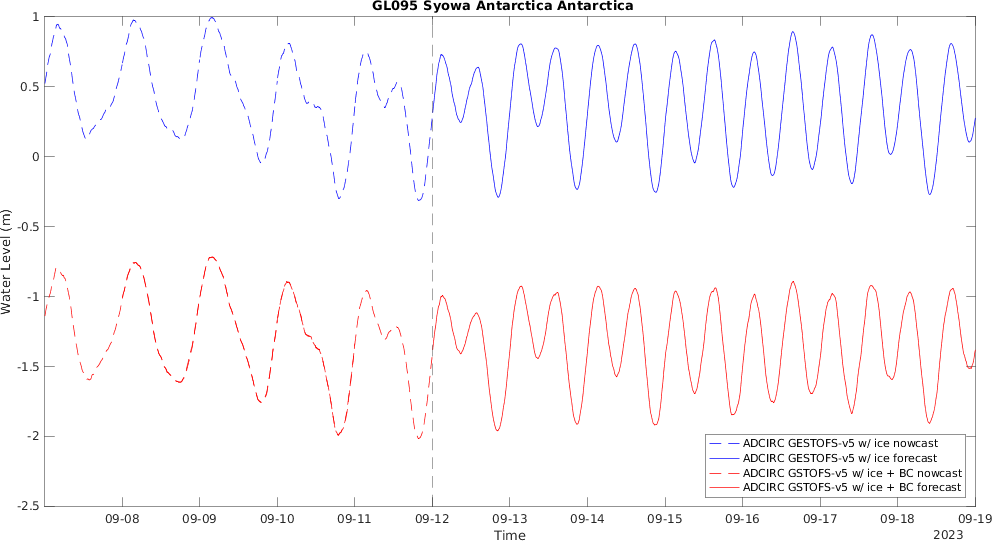 GL095 Syowa Antarctica Antarctica
Water Level (m)
1
0.5
0
-0.5
-1
-1.5
-2
-2.5
ADCIRC GESTOFS-v5 w/ ice nowcast
ADCIRC GESTOFS-v5 w/ ice forecast
ADCIRC GSTOFS-v5 w/ ice + BC nowcast
ADCIRC GSTOFS-v5 w/ ice + BC forecast
09-08 09-09 09-10 09-11 09-12 09-13 09-14 09-15 09-16 09-17 09-18 09-19
Time
2023